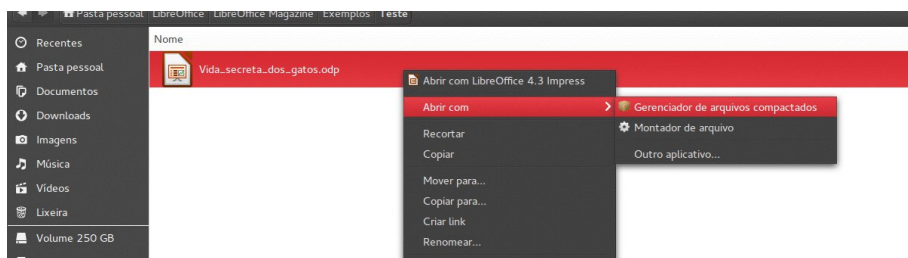 Pasta pessoal LibreOffice LibreOffice Magazine Exemplos Teste
Recentes
Pasta pessoal
Documentos
Downloads
Imagens
Música
Vídeos
Lixeira
Volume 250 GB
Nome
Vida_secreta_dos_gatos.odp
Abrir com LibreOffice 4.3 Impress
Abrir com
Recortar
Copiar
Mover para...
Copiar para...
Criar link
Renomear...
Gerenciador de arquivos compactados
Montador de arquivo
Outro aplicativo...